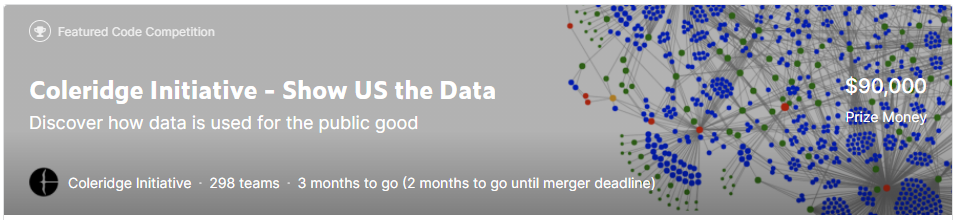 Featured Code Competition
Coleridge Initiative - Show US the Data
$90,000
Discover how data is used for the public good
Prize Money
Coleridge Initiative · 298 teams · 3 months to go (2 months to go until merger deadline)